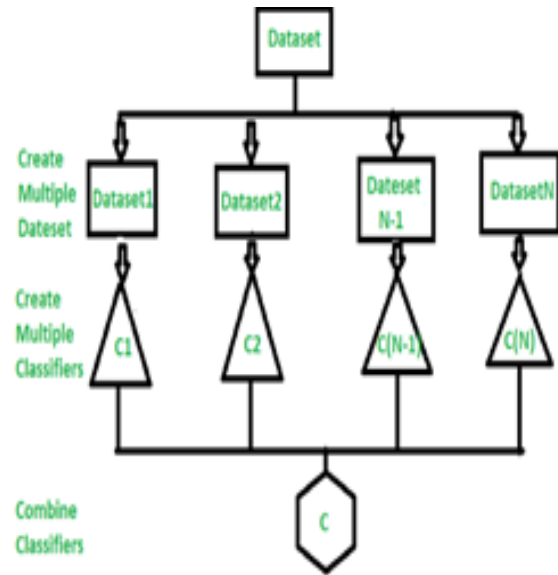 Dataset
Create
Multiple
Dateset
Dataset1
Dataset2
Dateset
N-1
DatasetN
Create
Multiple
Classifiers
C1
C2
C(N-1)
C(N)
Combine
Classifiers
C